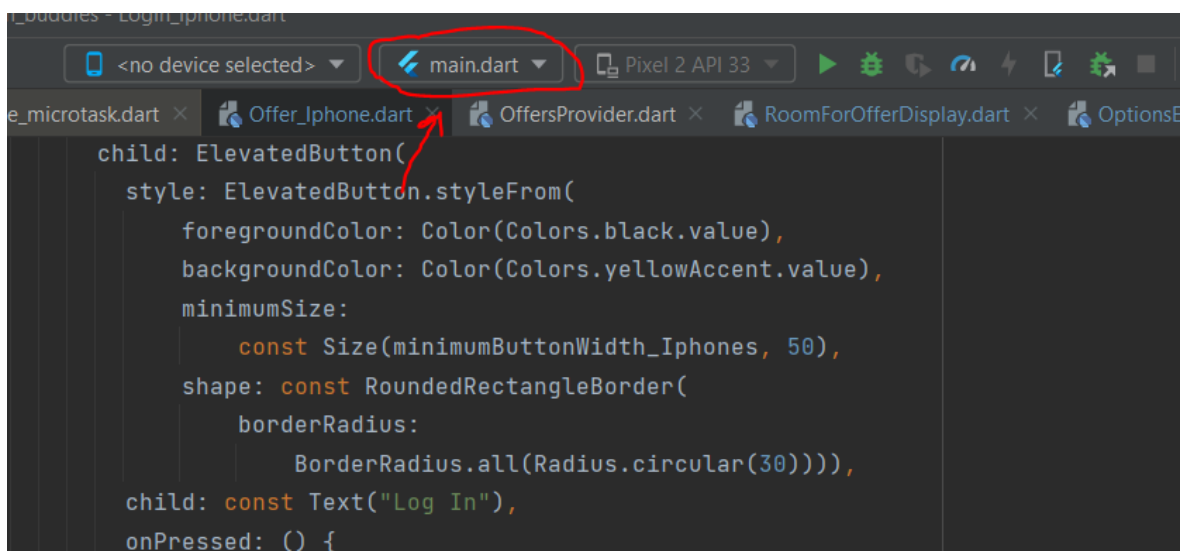 _buddies - Login_Iphone.dart
<no device selected> main.dart Pixel 2 API 33
e_microtask.dart Offer_Iphone.dart OffersProvider.dart RoomForOfferDisplay.dart OptionsE
child: ElevatedButton(
style: ElevatedButton.styleFrom(
foregroundColor: Color(Colors.black.value),
backgroundColor: Color(Colors.yellowAccent.value),
minimumSize:
const Size(minimumButtonWidth_Iphones, 50),
shape: const RoundedRectangleBorder(
borderRadius:
BorderRadius.all(Radius.circular(30)))),
child: const Text("Log In"),
onPressed: () {